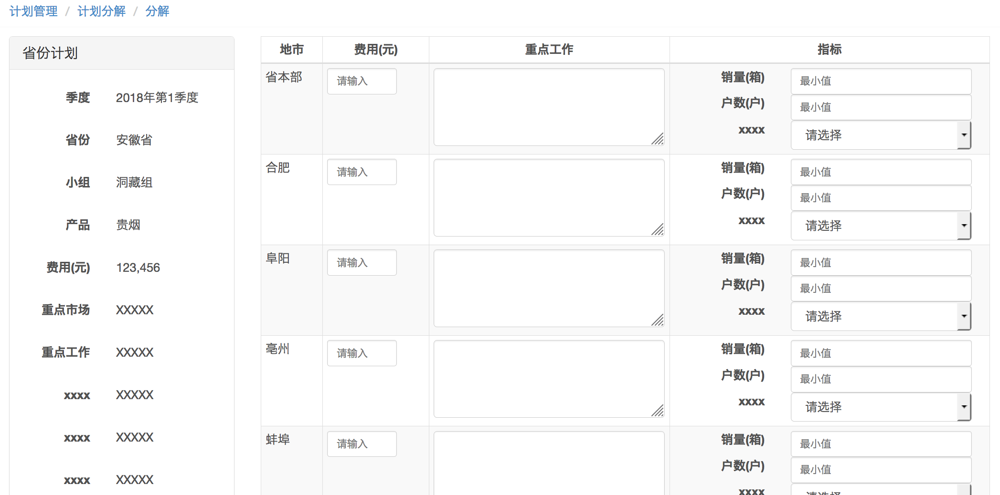 计划管理 / 计划分解 / 分解
省份计划
季度 2018年第1季度
省份 安徽省
小组 洞藏组
产品 贵烟
费用(元) 123,456
重点市场 XXXXX
重点工作 XXXXX
xxxx XXXXX
xxxx XXXXX
xxxx XXXXX
地市 费用(元) 重点工作 指标
省本部 请输入 销量(箱) 最小值
户数(户) 最小值
xxxx 请选择
合肥 请输入 销量(箱) 最小值
户数(户) 最小值
xxxx 请选择
阜阳 请输入 销量(箱) 最小值
户数(户) 最小值
xxxx 请选择
亳州 请输入 销量(箱) 最小值
户数(户) 最小值
xxxx 请选择
蚌埠 请输入 销量(箱) 最小值
户数(户) 最小值
xxxx 请选择